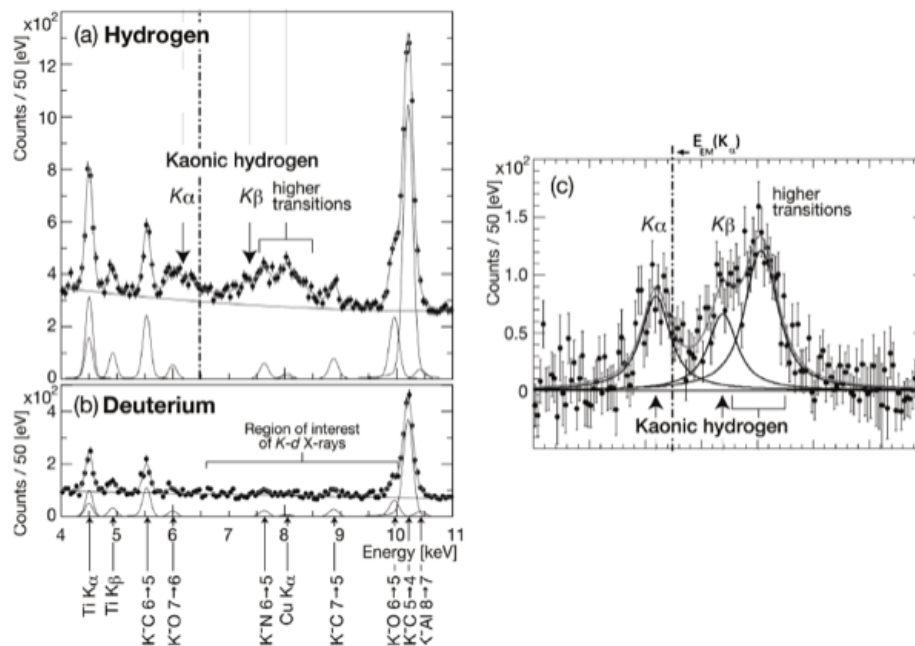 x10²
(a) Hydrogen
Counts / 50 [eV]
12
10
8
6
4
2
0
Kaonic hydrogen
Kα
Kβ
higher
transitions
x10²
(b) Deuterium
Counts / 50 [eV]
4
2
0
Region of interest
of K-d X-rays
4
5
6
7
8
9
10
11
Energy [keV]
Ti Kα
Ti Kβ
K⁻C 6→5
K⁻O 7→6
K⁻N 6→5
Cu Kα
K⁻C 7→5
K⁻O 6→5
K⁻C 5→4
K⁻Al 8→7
E_EM(K_α)
x10²
(c)
Counts / 50 [eV]
1.5
1.0
0.5
0
Kα
Kβ
higher
transitions
Kaonic hydrogen